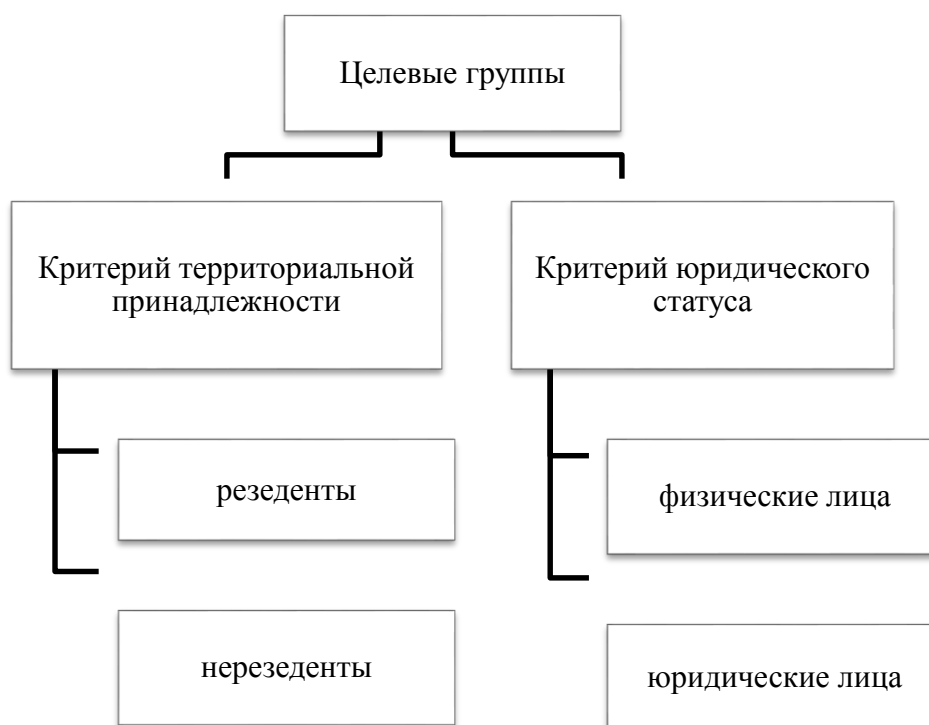 Целевые группы
Критерий территориальной
принадлежности
резеденты
нерезеденты
Критерий юридического
статуса
физические лица
юридические лица